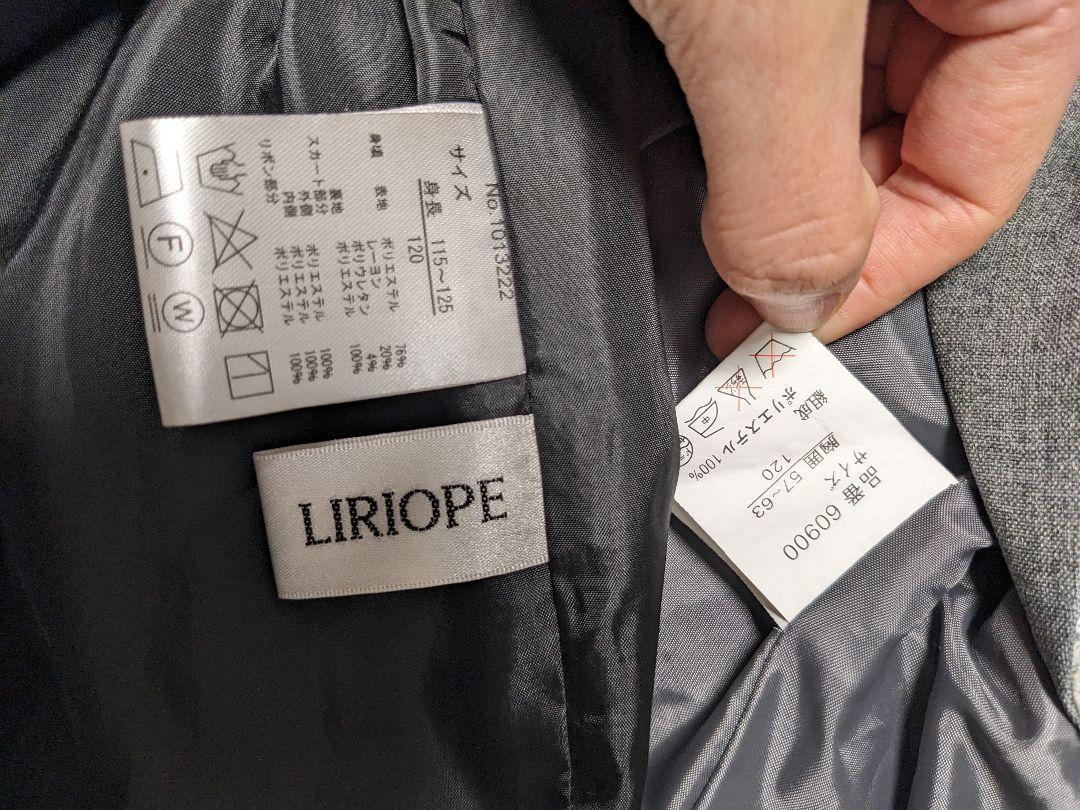 No.1013222
サイズ
身長 115~125
120
身頃 表地 ポリエステル 76%
レーヨン 20%
ポリウレタン 4%
裏地 ポリエステル 100%
スカート部分
外側 ポリエステル 100%
内側 ポリエステル 100%
リボン部分 ポリエステル 100%
F
W
LIRIOPE
品番 60900
サイズ
胸囲 57~63
120
組成
ポリエステル 100%